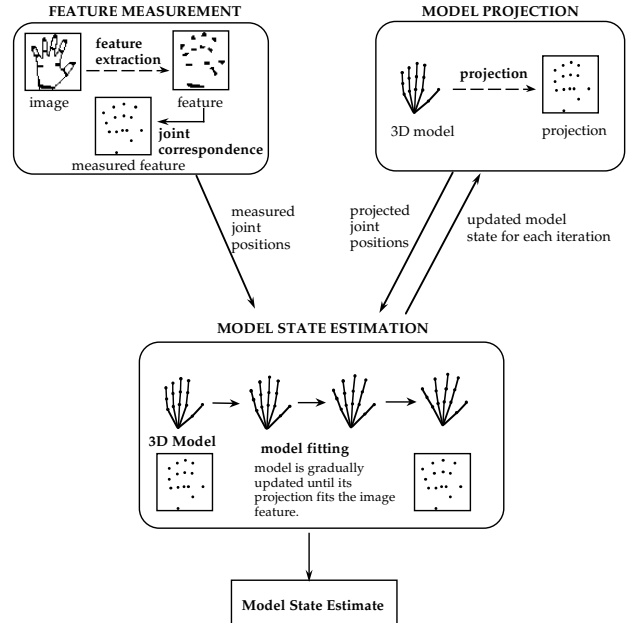 FEATURE MEASUREMENT
feature
extraction
image
feature
joint
correspondence
measured feature
MODEL PROJECTION
projection
3D model
projection
measured
joint
positions
projected
joint
positions
updated model
state for each iteration
MODEL STATE ESTIMATION
3D Model
model fitting
model is gradually
updated until its
projection fits the image
feature.
Model State Estimate